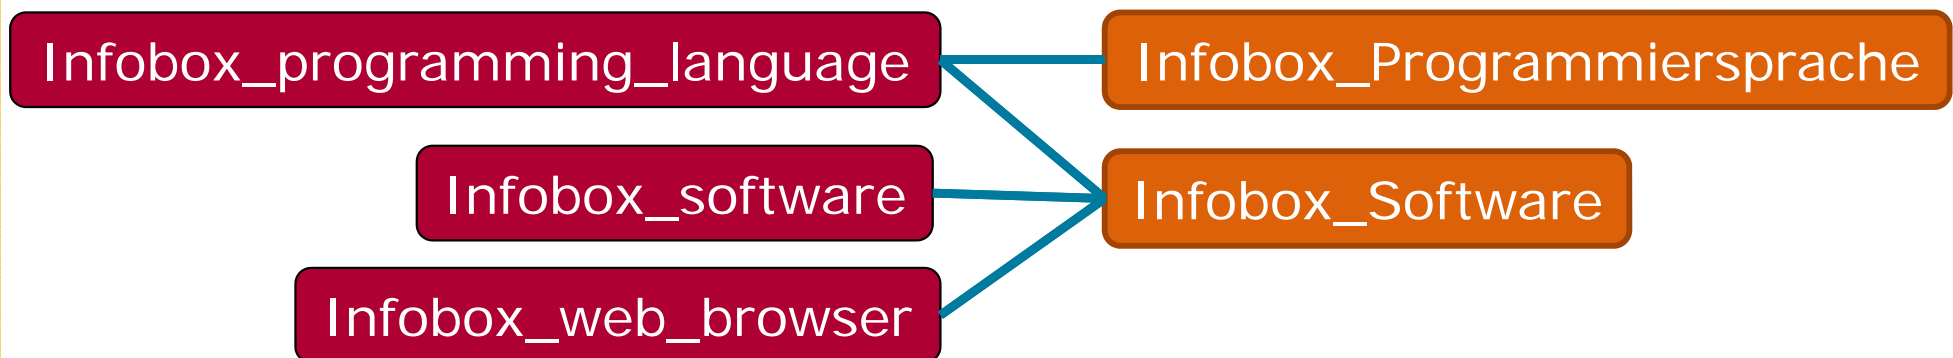 Infobox_programming_language
Infobox_Programmiersprache
Infobox_software
Infobox_Software
Infobox_web_browser